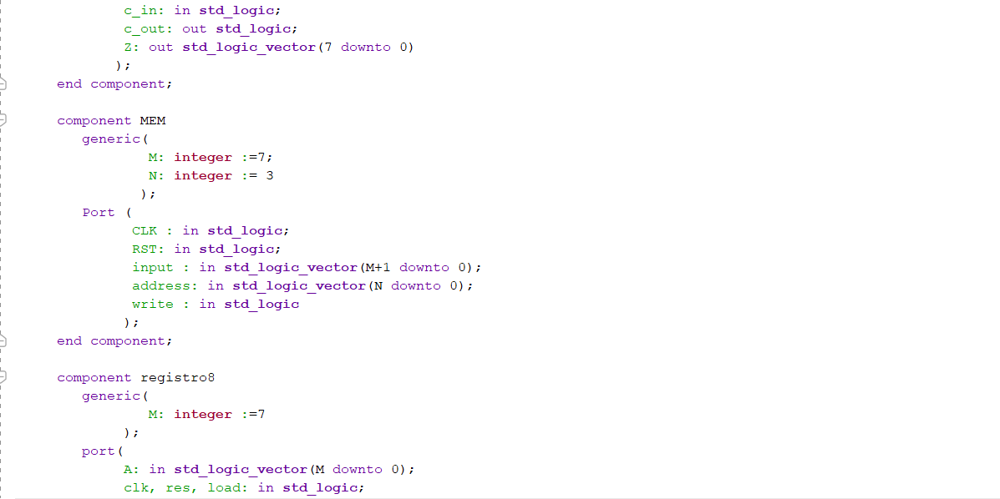 c_in: in std_logic;
c_out: out std_logic;
Z: out std_logic_vector(7 downto 0)
);
end component;
component MEM
generic(
M: integer :=7;
N: integer := 3
);
Port (
CLK : in std_logic;
RST: in std_logic;
input : in std_logic_vector(M+1 downto 0);
address: in std_logic_vector(N downto 0);
write : in std_logic
);
end component;
component registro8
generic(
M: integer :=7
);
port(
A: in std_logic_vector(M downto 0);
clk, res, load: in std_logic;